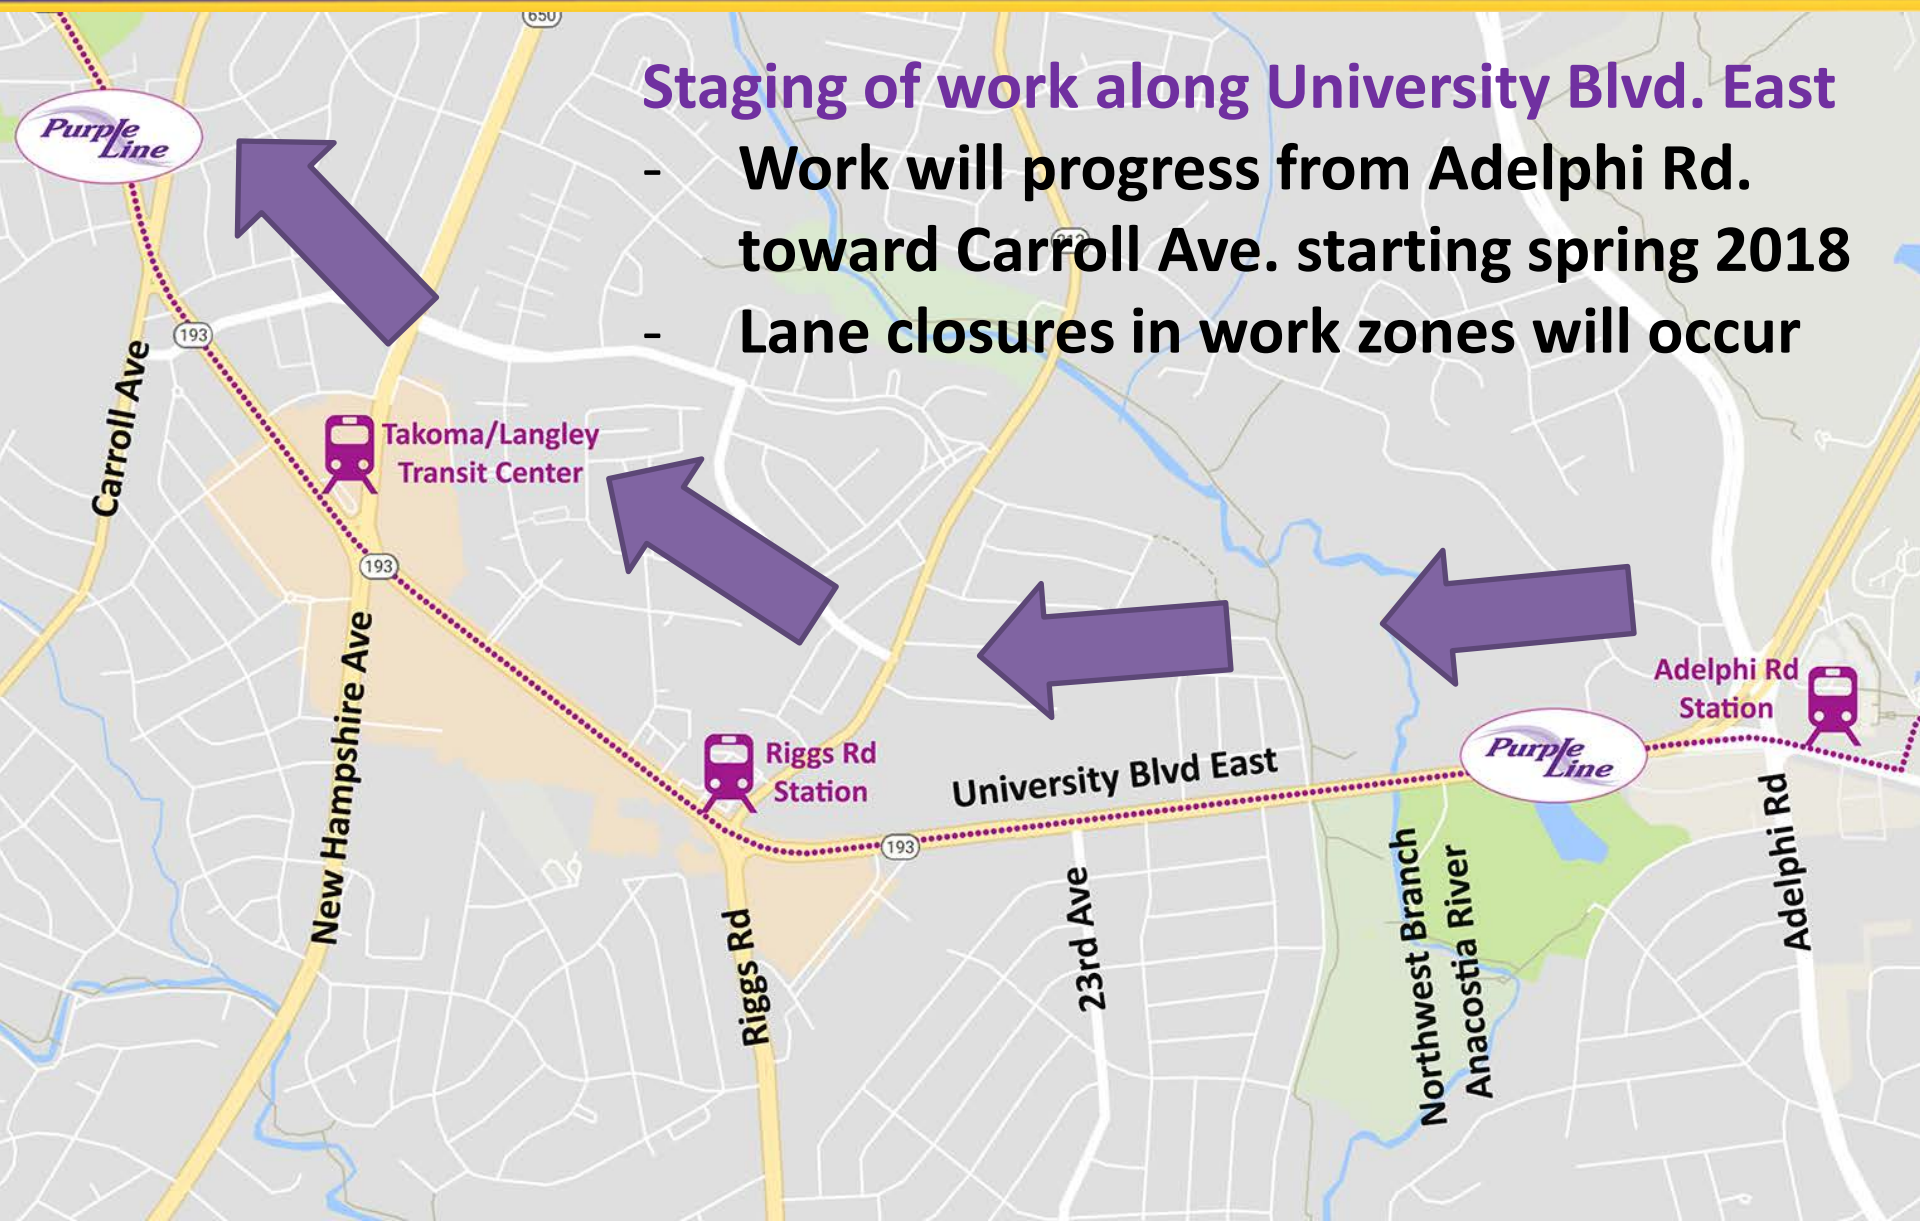 650
Staging of work along University Blvd. East
- Work will progress from Adelphi Rd.
toward Carroll Ave. starting spring 2018
- Lane closures in work zones will occur
Purple
Line
212
193
Carroll Ave
Takoma/Langley
Transit Center
193
New Hampshire Ave
Riggs Rd
Station
University Blvd East
193
Riggs Rd
23rd Ave
Adelphi Rd
Station
Purple
Line
Northwest Branch
Anacostia River
Adelphi Rd